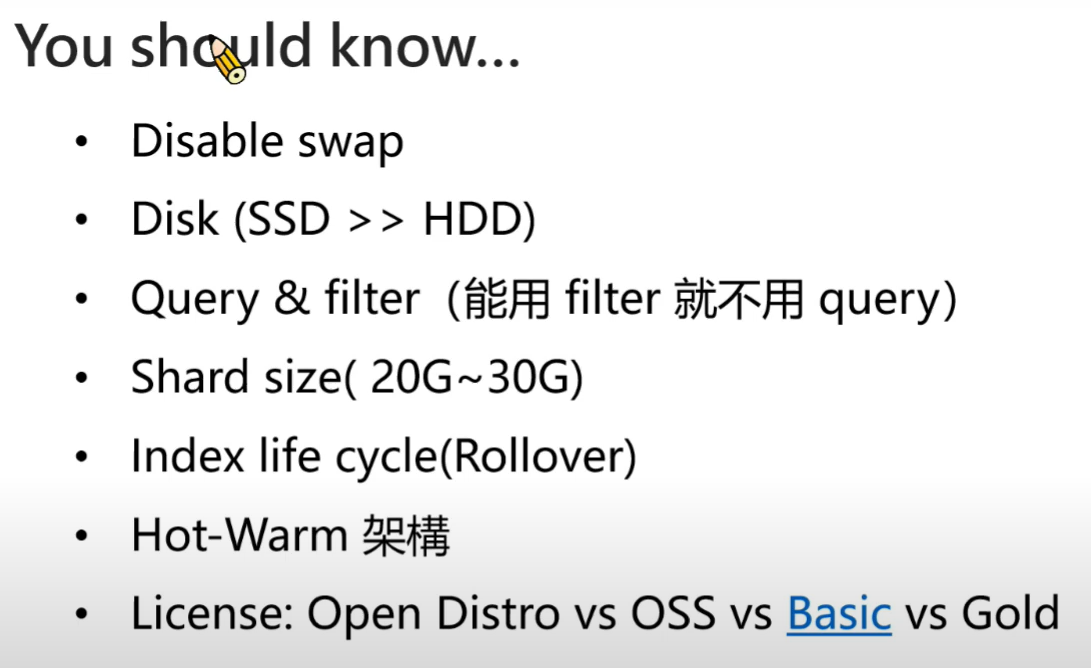 You should know...
• Disable swap
• Disk (SSD >> HDD)
• Query & filter（能用 filter 就不用 query）
• Shard size( 20G~30G)
• Index life cycle(Rollover)
• Hot-Warm 架構
• License: Open Distro vs OSS vs Basic vs Gold